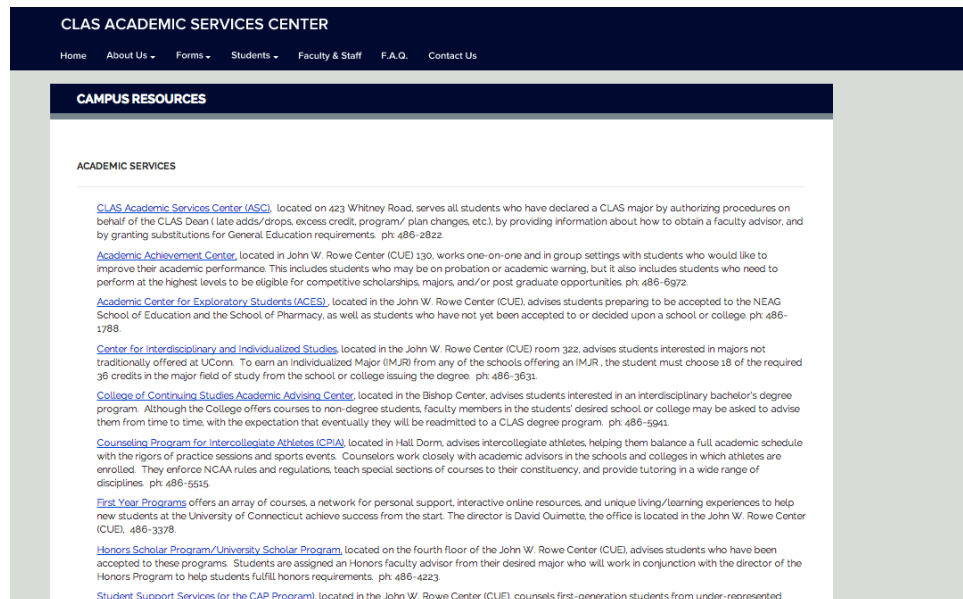 CLAS ACADEMIC SERVICES CENTER
Home About Us Forms Students Faculty & Staff F.A.Q. Contact Us
CAMPUS RESOURCES
ACADEMIC SERVICES
CLAS Academic Services Center (ASC), located on 423 Whitney Road, serves all students who have declared a CLAS major by authorizing procedures on
behalf of the CLAS Dean ( late adds/drops, excess credit, program/ plan changes, etc.), by providing information about how to obtain a faculty advisor, and
by granting substitutions for General Education requirements. ph: 486-2822.
Academic Achievement Center, located in John W. Rowe Center (CUE) 130, works one-on-one and in group settings with students who would like to
improve their academic performance. This includes students who may be on probation or academic warning, but it also includes students who need to
perform at the highest levels to be eligible for competitive scholarships, majors, and/or post graduate opportunities. ph: 486-6972.
Academic Center for Exploratory Students (ACES) , located in the John W. Rowe Center (CUE), advises students preparing to be accepted to the NEAG
School of Education and the School of Pharmacy, as well as students who have not yet been accepted to or decided upon a school or college. ph: 486-
1788.
Center for Interdisciplinary and Individualized Studies, located in the John W. Rowe Center (CUE) room 322, advises students interested in majors not
traditionally offered at UConn. To earn an Individualized Major (IMJR) from any of the schools offering an IMJR , the student must choose 18 of the required
36 credits in the major field of study from the school or college issuing the degree. ph: 486-3631.
College of Continuing Studies Academic Advising Center, located in the Bishop Center, advises students interested in an interdisciplinary bachelor's degree
program. Although the College offers courses to non-degree students, faculty members in the students' desired school or college may be asked to advise
them from time to time, with the expectation that eventually they will be readmitted to a CLAS degree program. ph: 486-5941.
Counseling Program for Intercollegiate Athletes (CPIA), located in Hall Dorm, advises intercollegiate athletes, helping them balance a full academic schedule
with the rigors of practice sessions and sports events. Counselors work closely with academic advisors in the schools and colleges in which athletes are
enrolled. They enforce NCAA rules and regulations, teach special sections of courses to their constituency, and provide tutoring in a wide range of
disciplines. ph: 486-5515.
First Year Programs offers an array of courses, a network for personal support, interactive online resources, and unique living/learning experiences to help
new students at the University of Connecticut achieve success from the start. The director is David Ouimette, the office is located in the John W. Rowe Center
(CUE), 486-3378.
Honors Scholar Program/University Scholar Program, located on the fourth floor of the John W. Rowe Center (CUE), advises students who have been
accepted to these programs. Students are assigned an Honors faculty advisor from their desired major who will work in conjunction with the director of the
Honors Program to help students fulfill honors requirements. ph: 486-4223.
Student Support Services (or the CAP Program), located in the John W. Rowe Center (CUE), counsels first-generation students from under-represented